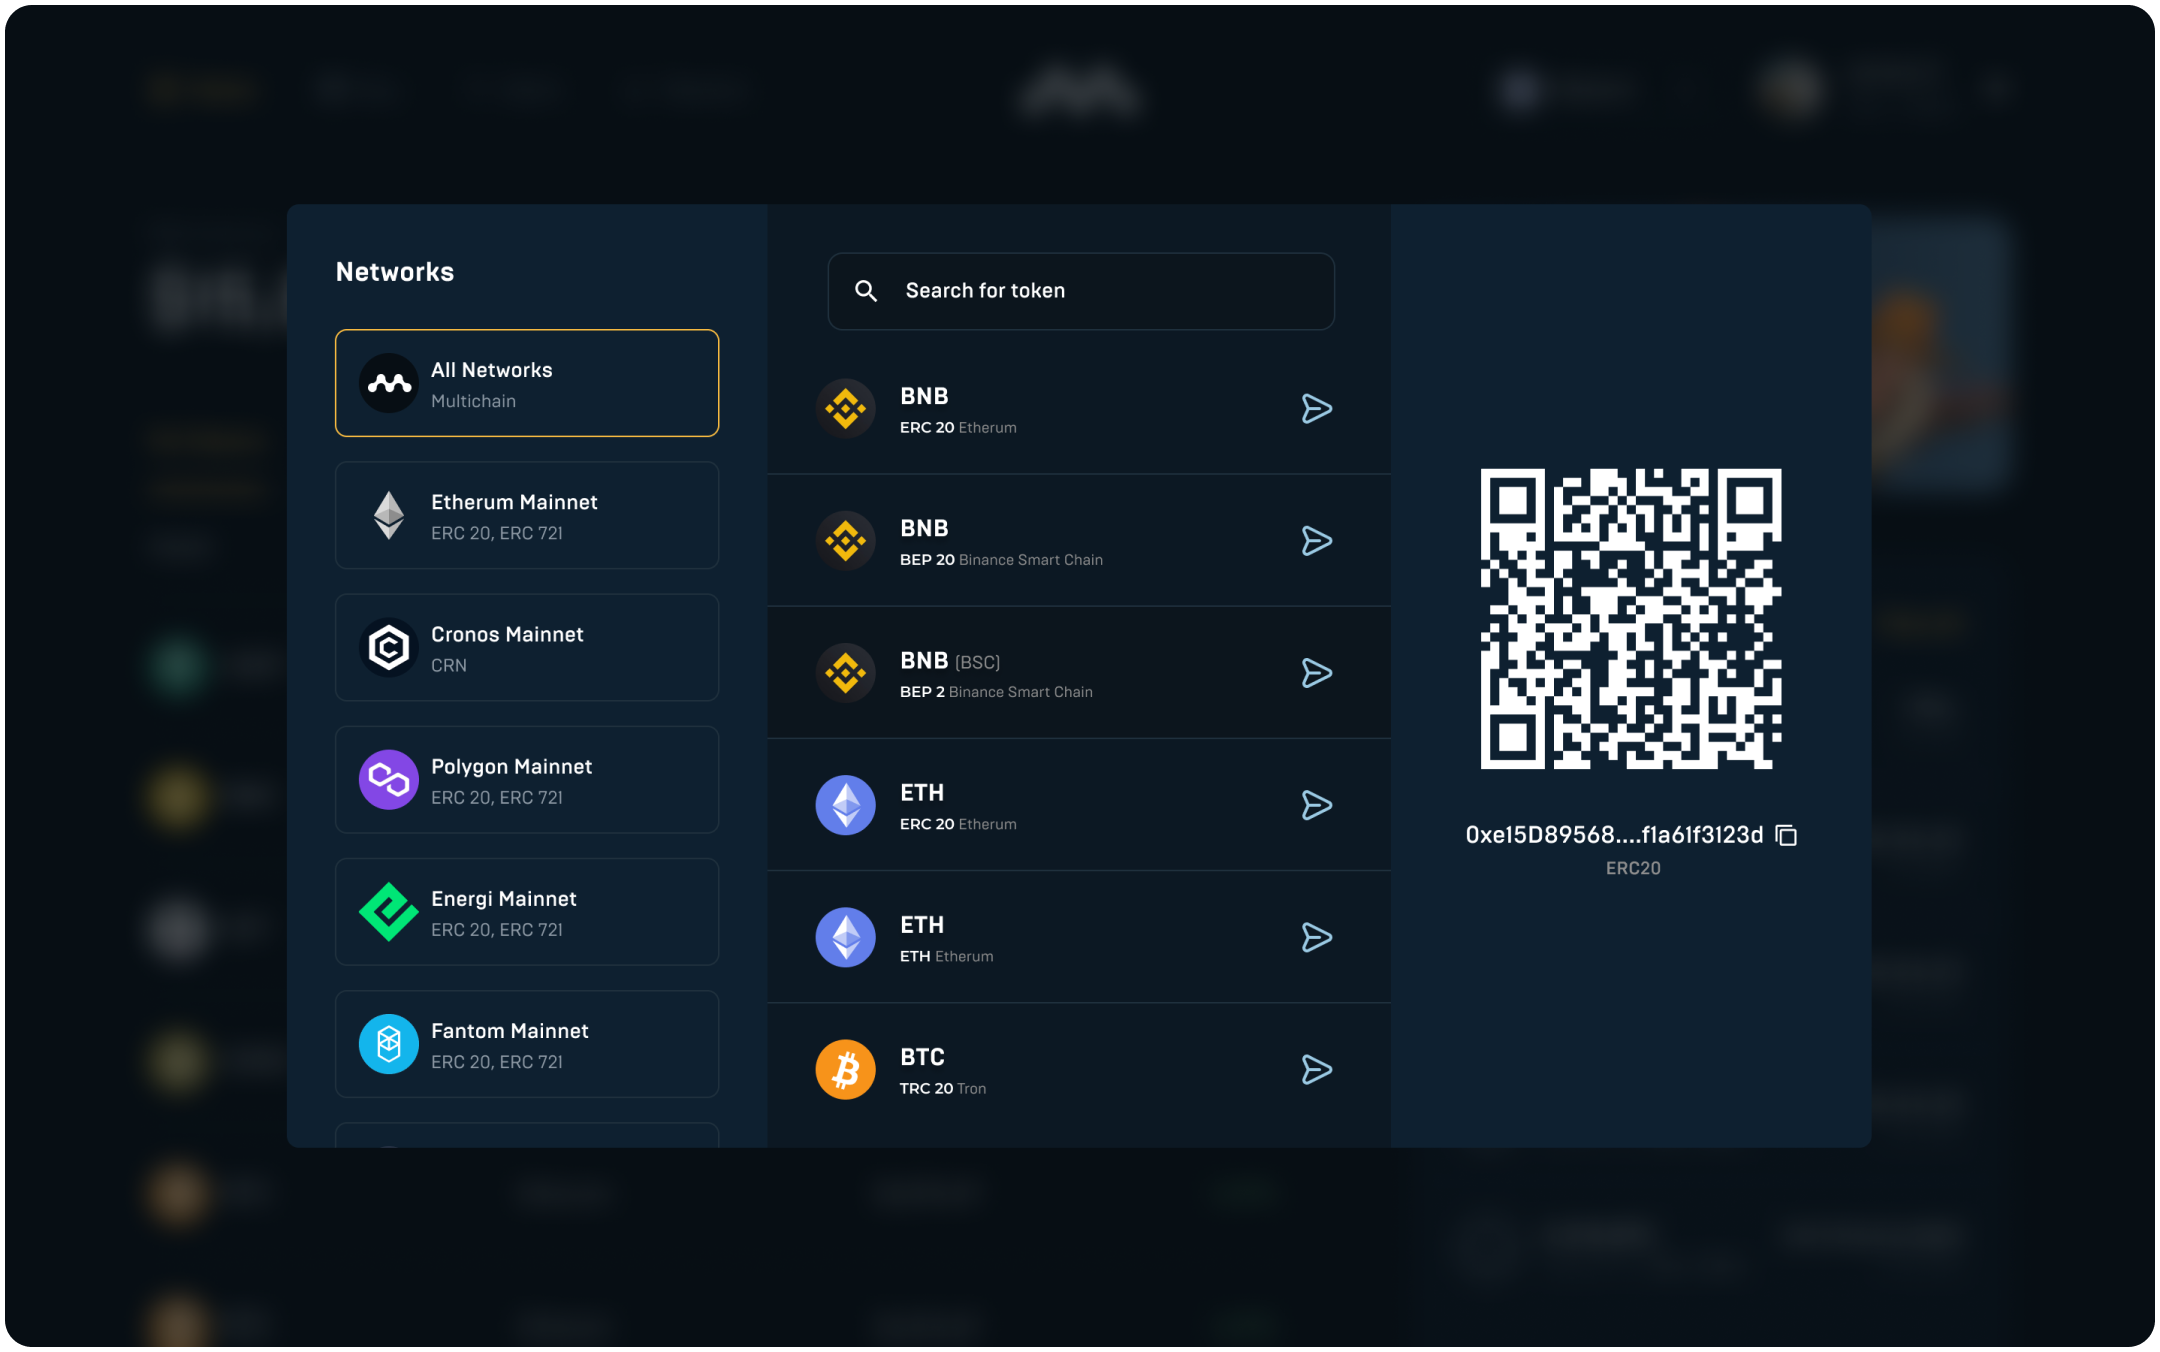 Networks
All Networks
Multichain
Etherum Mainnet
ERC 20, ERC 721
Cronos Mainnet
CRN
Polygon Mainnet
ERC 20, ERC 721
Energi Mainnet
ERC 20, ERC 721
Fantom Mainnet
ERC 20, ERC 721
Search for token
BNB
ERC 20 Etherum
BNB
BEP 20 Binance Smart Chain
BNB (BSC)
BEP 2 Binance Smart Chain
ETH
ERC 20 Etherum
ETH
ETH Etherum
BTC
TRC 20 Tron
0xe15D89568....f1a61f3123d
ERC20